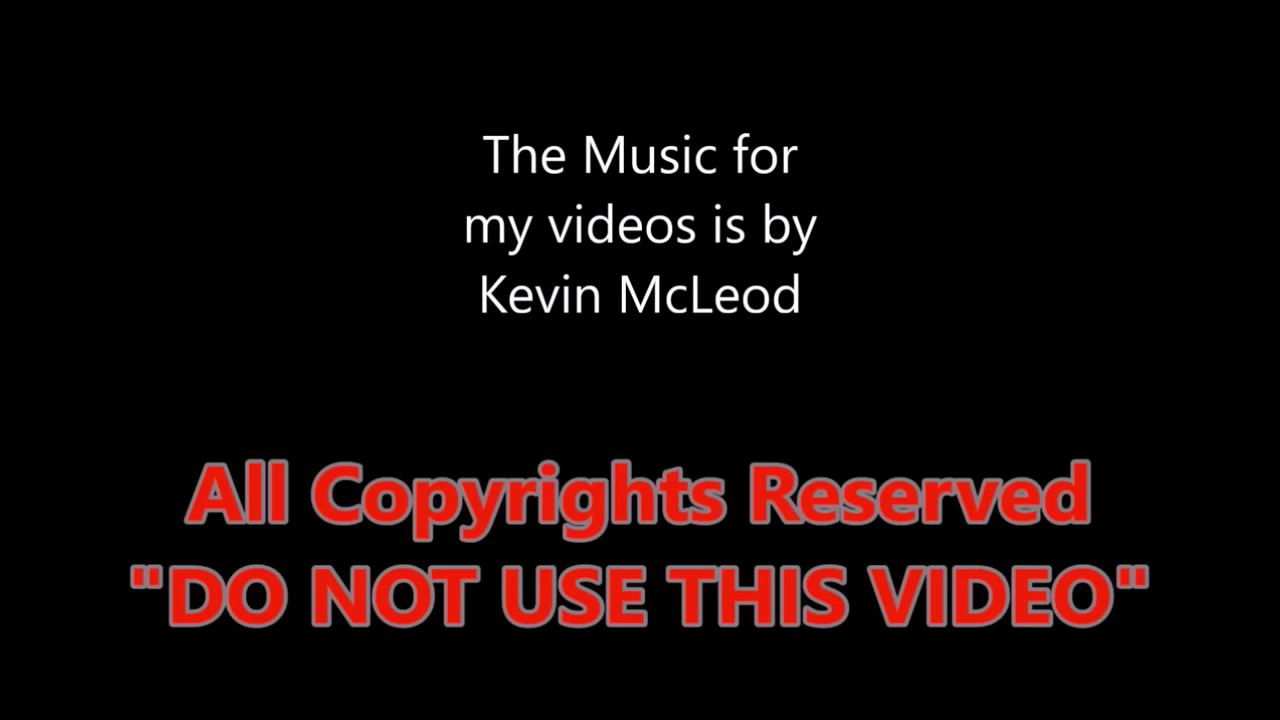 The Music for
my videos is by
Kevin McLeod
All Copyrights Reserved
"DO NOT USE THIS VIDEO"